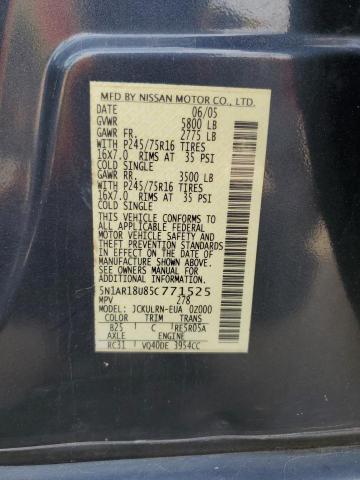 MFD BY NISSAN MOTOR CO., LTD.
DATE 06/05
GVWR 5800 LB
GAWR FR. 2775 LB
WITH P245/75R16 TIRES
16X7.0 RIMS AT 35 PSI
COLD SINGLE
GAWR RR. 3500 LB
WITH P245/75R16 TIRES
16X7.0 RIMS AT 35 PSI
COLD SINGLE
THIS VEHICLE CONFORMS TO
ALL APPLICABLE FEDERAL
MOTOR VEHICLE SAFETY AND
THEFT PREVENTION STANDARDS
IN EFFECT ON THE DATE OF
MANUFACTURE SHOWN ABOVE.
SEE OWNERS MANUAL FOR
ADDITIONAL INFORMATION.
5N1AR18U85C771525
MPV 278
MODEL: JCKULRN-EUA 0Z000
COLOR TRIM TRANS
B25 C RE5R05A
AXLE ENGINE
RC31 VQ40DE 3954CC